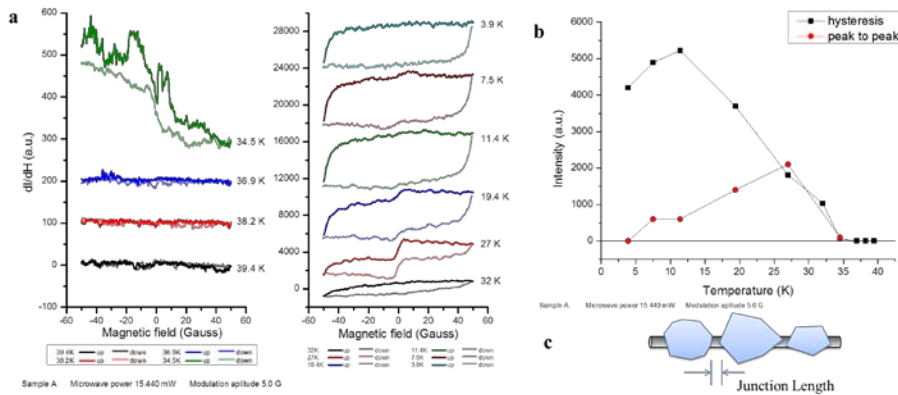 a
dI/dH (a.u.)
600
500
400
300
200
100
0
-100
34.5 K
36.9 K
38.2 K
39.4 K
-60 -40 -20 0 20 40 60
Magnetic field (Gauss)
39.4K up down 36.9K up down
38.2K up down 34.5K up down
Sample A Microwave power 15.440 mW Modulation aplitude 5.0 G
28000
24000
20000
16000
12000
8000
4000
0
3.9 K
7.5 K
11.4 K
19.4 K
27 K
32 K
-60 -40 -20 0 20 40 60
Magnetic field (Gauss)
32K up down 11.4K up down
27K up down 7.5K up down
19.4K up down 3.9K up down
b
hysteresis
peak to peak
Intensity (a.u.)
6000
5000
4000
3000
2000
1000
0
0 5 10 15 20 25 30 35 40
Temperature (K)
Sample A Microwave power 15.440 mW Modulation aplitude 5.0 G
c
Junction Length